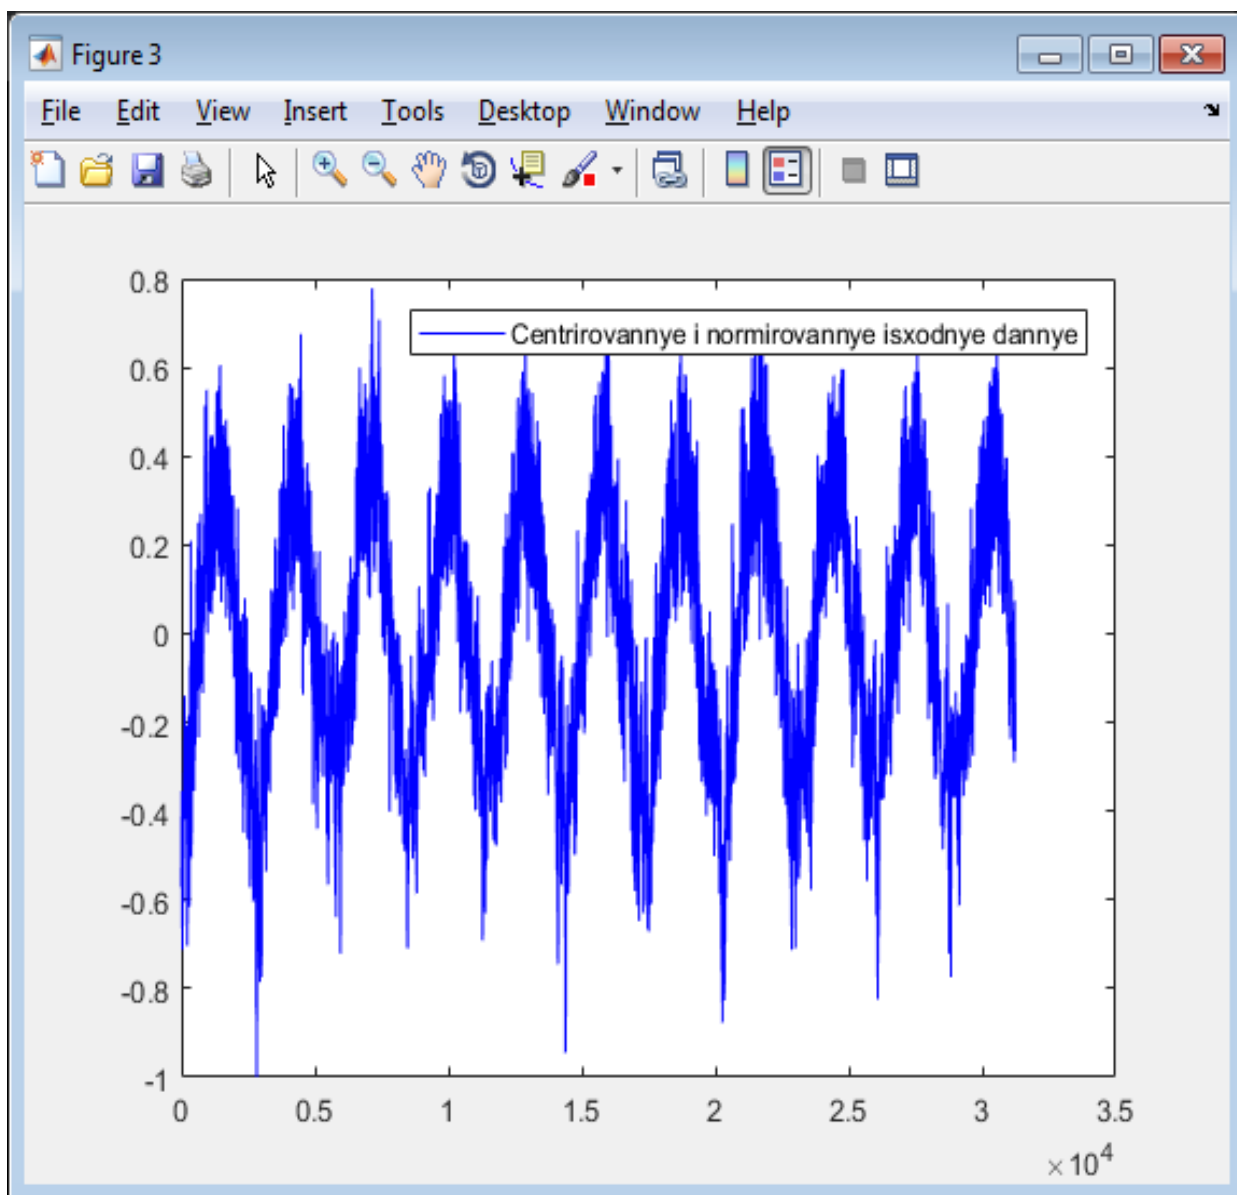 Figure 3
File Edit View Insert Tools Desktop Window Help
Centrirovannye i normirovannye isxodnye dannye
0.8
0.6
0.4
0.2
0
-0.2
-0.4
-0.6
-0.8
-1
0 0.5 1 1.5 2 2.5 3 3.5
×10⁴